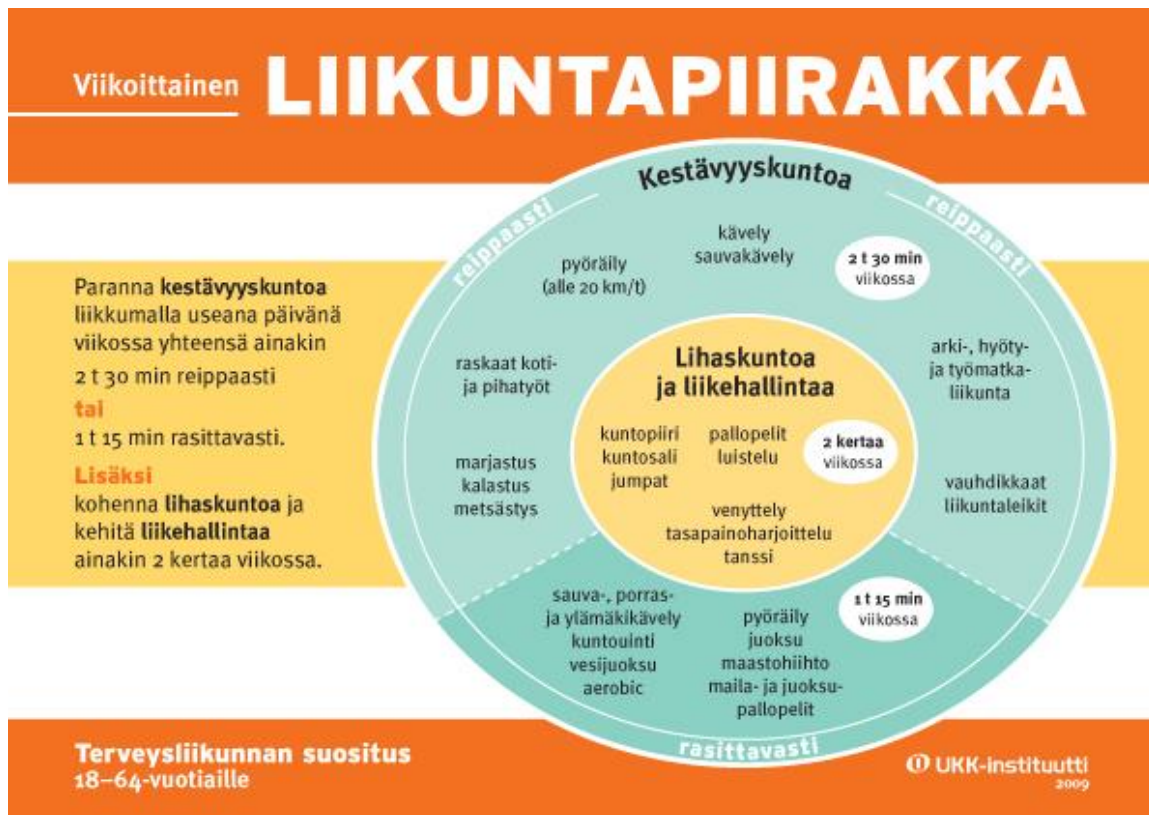 Viikoittainen LIIKUNTAPIIRAKKA
Paranna kestävyyskuntoa
liikkumalla useana päivänä
viikossa yhteensä ainakin
2 t 30 min reippaasti
tai
1 t 15 min rasittavasti.
Lisäksi
kohenna lihaskuntoa ja
kehitä liikehallintaa
ainakin 2 kertaa viikossa.
Kestävyyskuntoa
reippaasti
reippaasti
kävely
sauvakävely
2 t 30 min
viikossa
pyöräily
(alle 20 km/t)
raskaat koti-
ja pihatyöt
arki-, hyöty-
ja työmatka-
liikunta
marjastus
kalastus
metsästys
vauhdikkaat
liikuntaleikit
Lihaskuntoa
ja liikehallintaa
kuntopiiri
kuntosali
jumpat
pallopelit
luistelu
2 kertaa
viikossa
venyttely
tasapainoharjoittelu
tanssi
sauva-, porras-
ja ylämäkikävely
kuntouinti
vesijuoksu
aerobic
pyöräily
juoksu
maastohiihto
maila- ja juoksu-
pallopelit
1 t 15 min
viikossa
rasittavasti
Terveysliikunnan suositus
18–64-vuotiaille
UKK-instituutti
2009